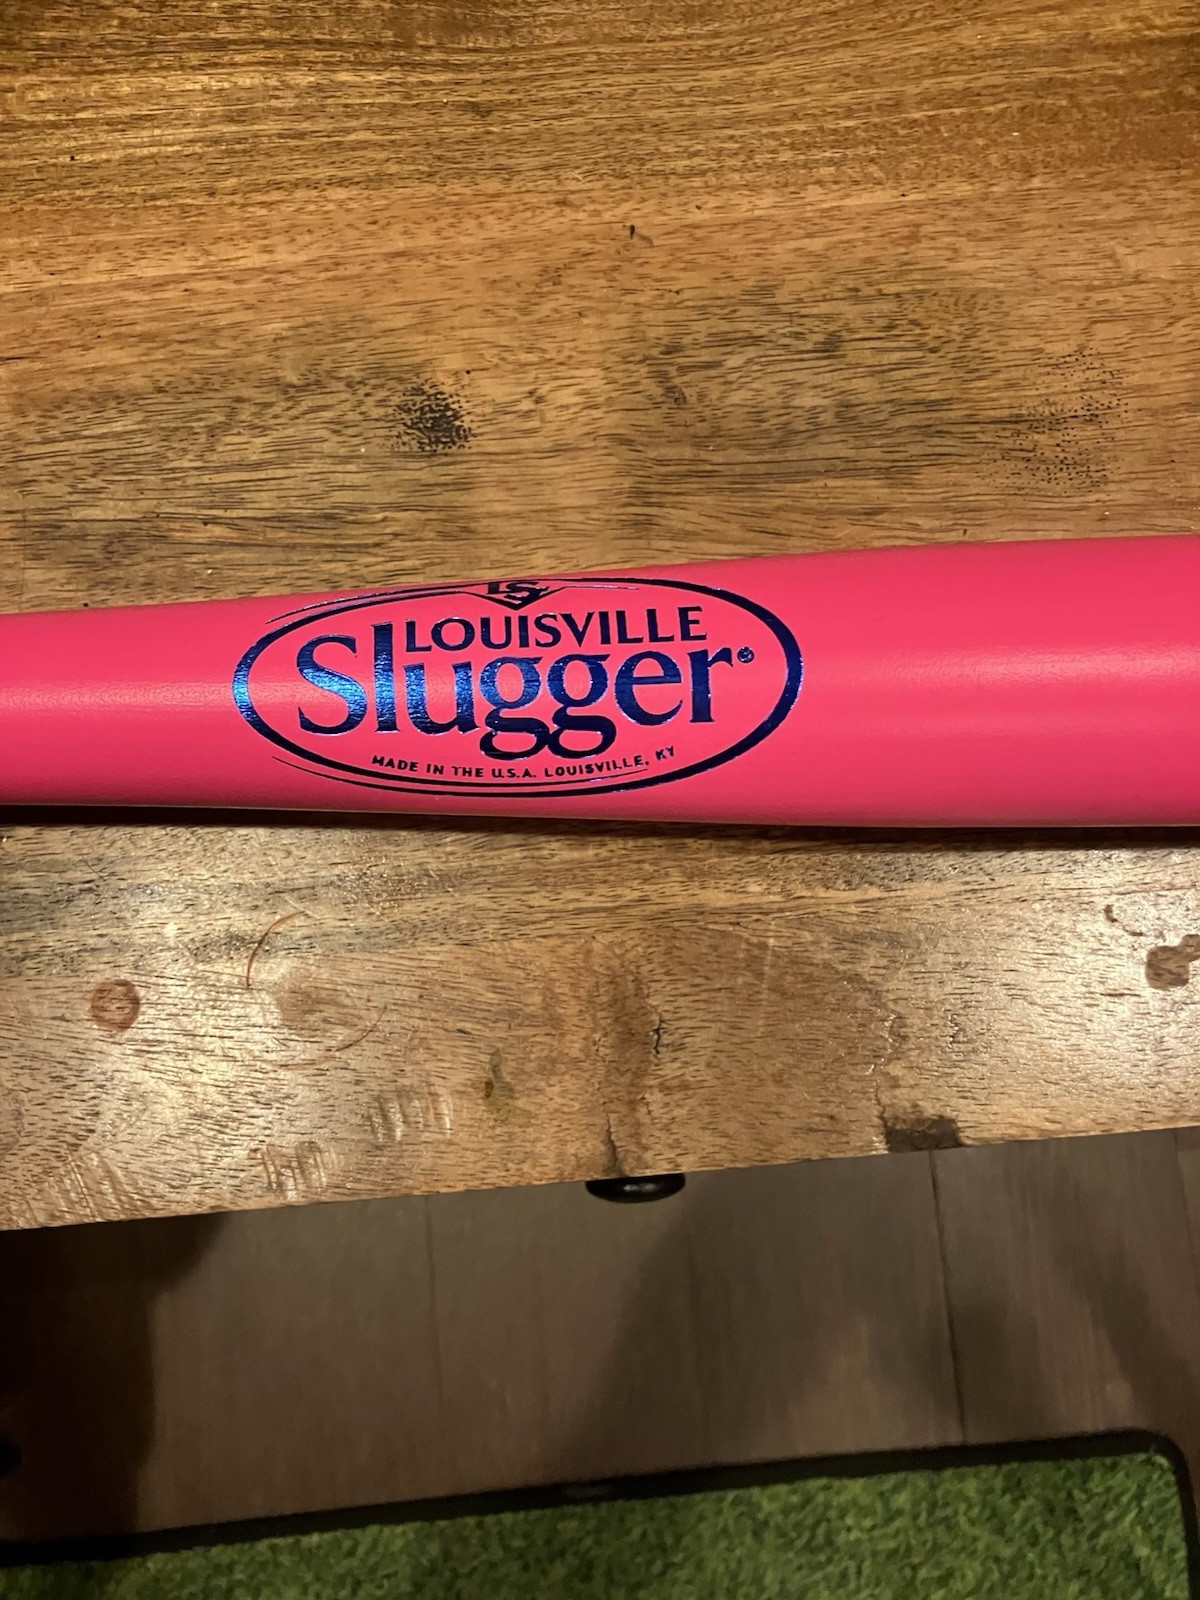 LS
LOUISVILLE
Slugger®
MADE IN THE U.S.A. LOUISVILLE, KY